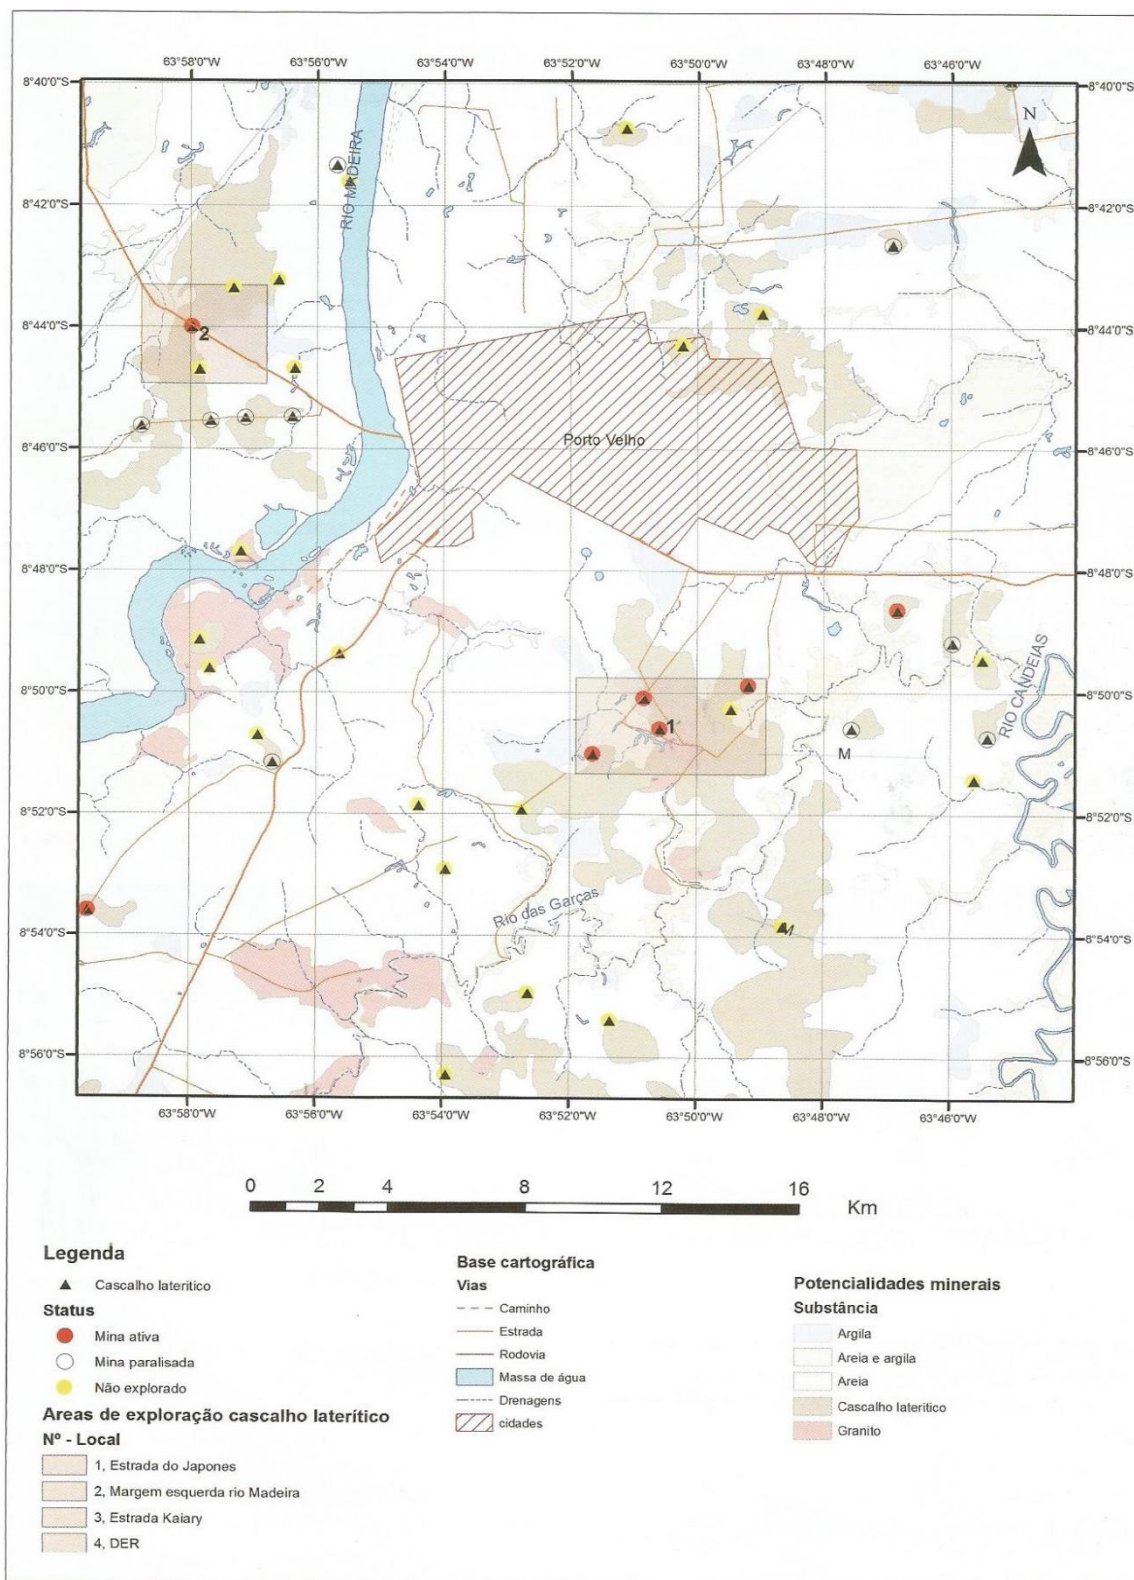 63°58'0"W 63°56'0"W 63°54'0"W 63°52'0"W 63°50'0"W 63°48'0"W 63°46'0"W
8°40'0"S 8°40'0"S
N
RIO MADEIRA
8°42'0"S 8°42'0"S
8°44'0"S 8°44'0"S
2
Porto Velho
8°46'0"S 8°46'0"S
8°48'0"S 8°48'0"S
RIO CANDEIAS
8°50'0"S 8°50'0"S
1
M
8°52'0"S 8°52'0"S
Rio das Garças
M
8°54'0"S 8°54'0"S
8°56'0"S 8°56'0"S
63°58'0"W 63°56'0"W 63°54'0"W 63°52'0"W 63°50'0"W 63°48'0"W 63°46'0"W
0 2 4 8 12 16
Km
Legenda
Cascalho lateritico
Status
Mina ativa
Mina paralisada
Não explorado
Areas de exploração cascalho laterítico
Nº - Local
1, Estrada do Japones
2, Margem esquerda rio Madeira
3, Estrada Kaiary
4, DER
Base cartográfica
Vias
Caminho
Estrada
Rodovia
Massa de água
Drenagens
cidades
Potencialidades minerais
Substância
Argila
Areia e argila
Areia
Cascalho lateritico
Granito